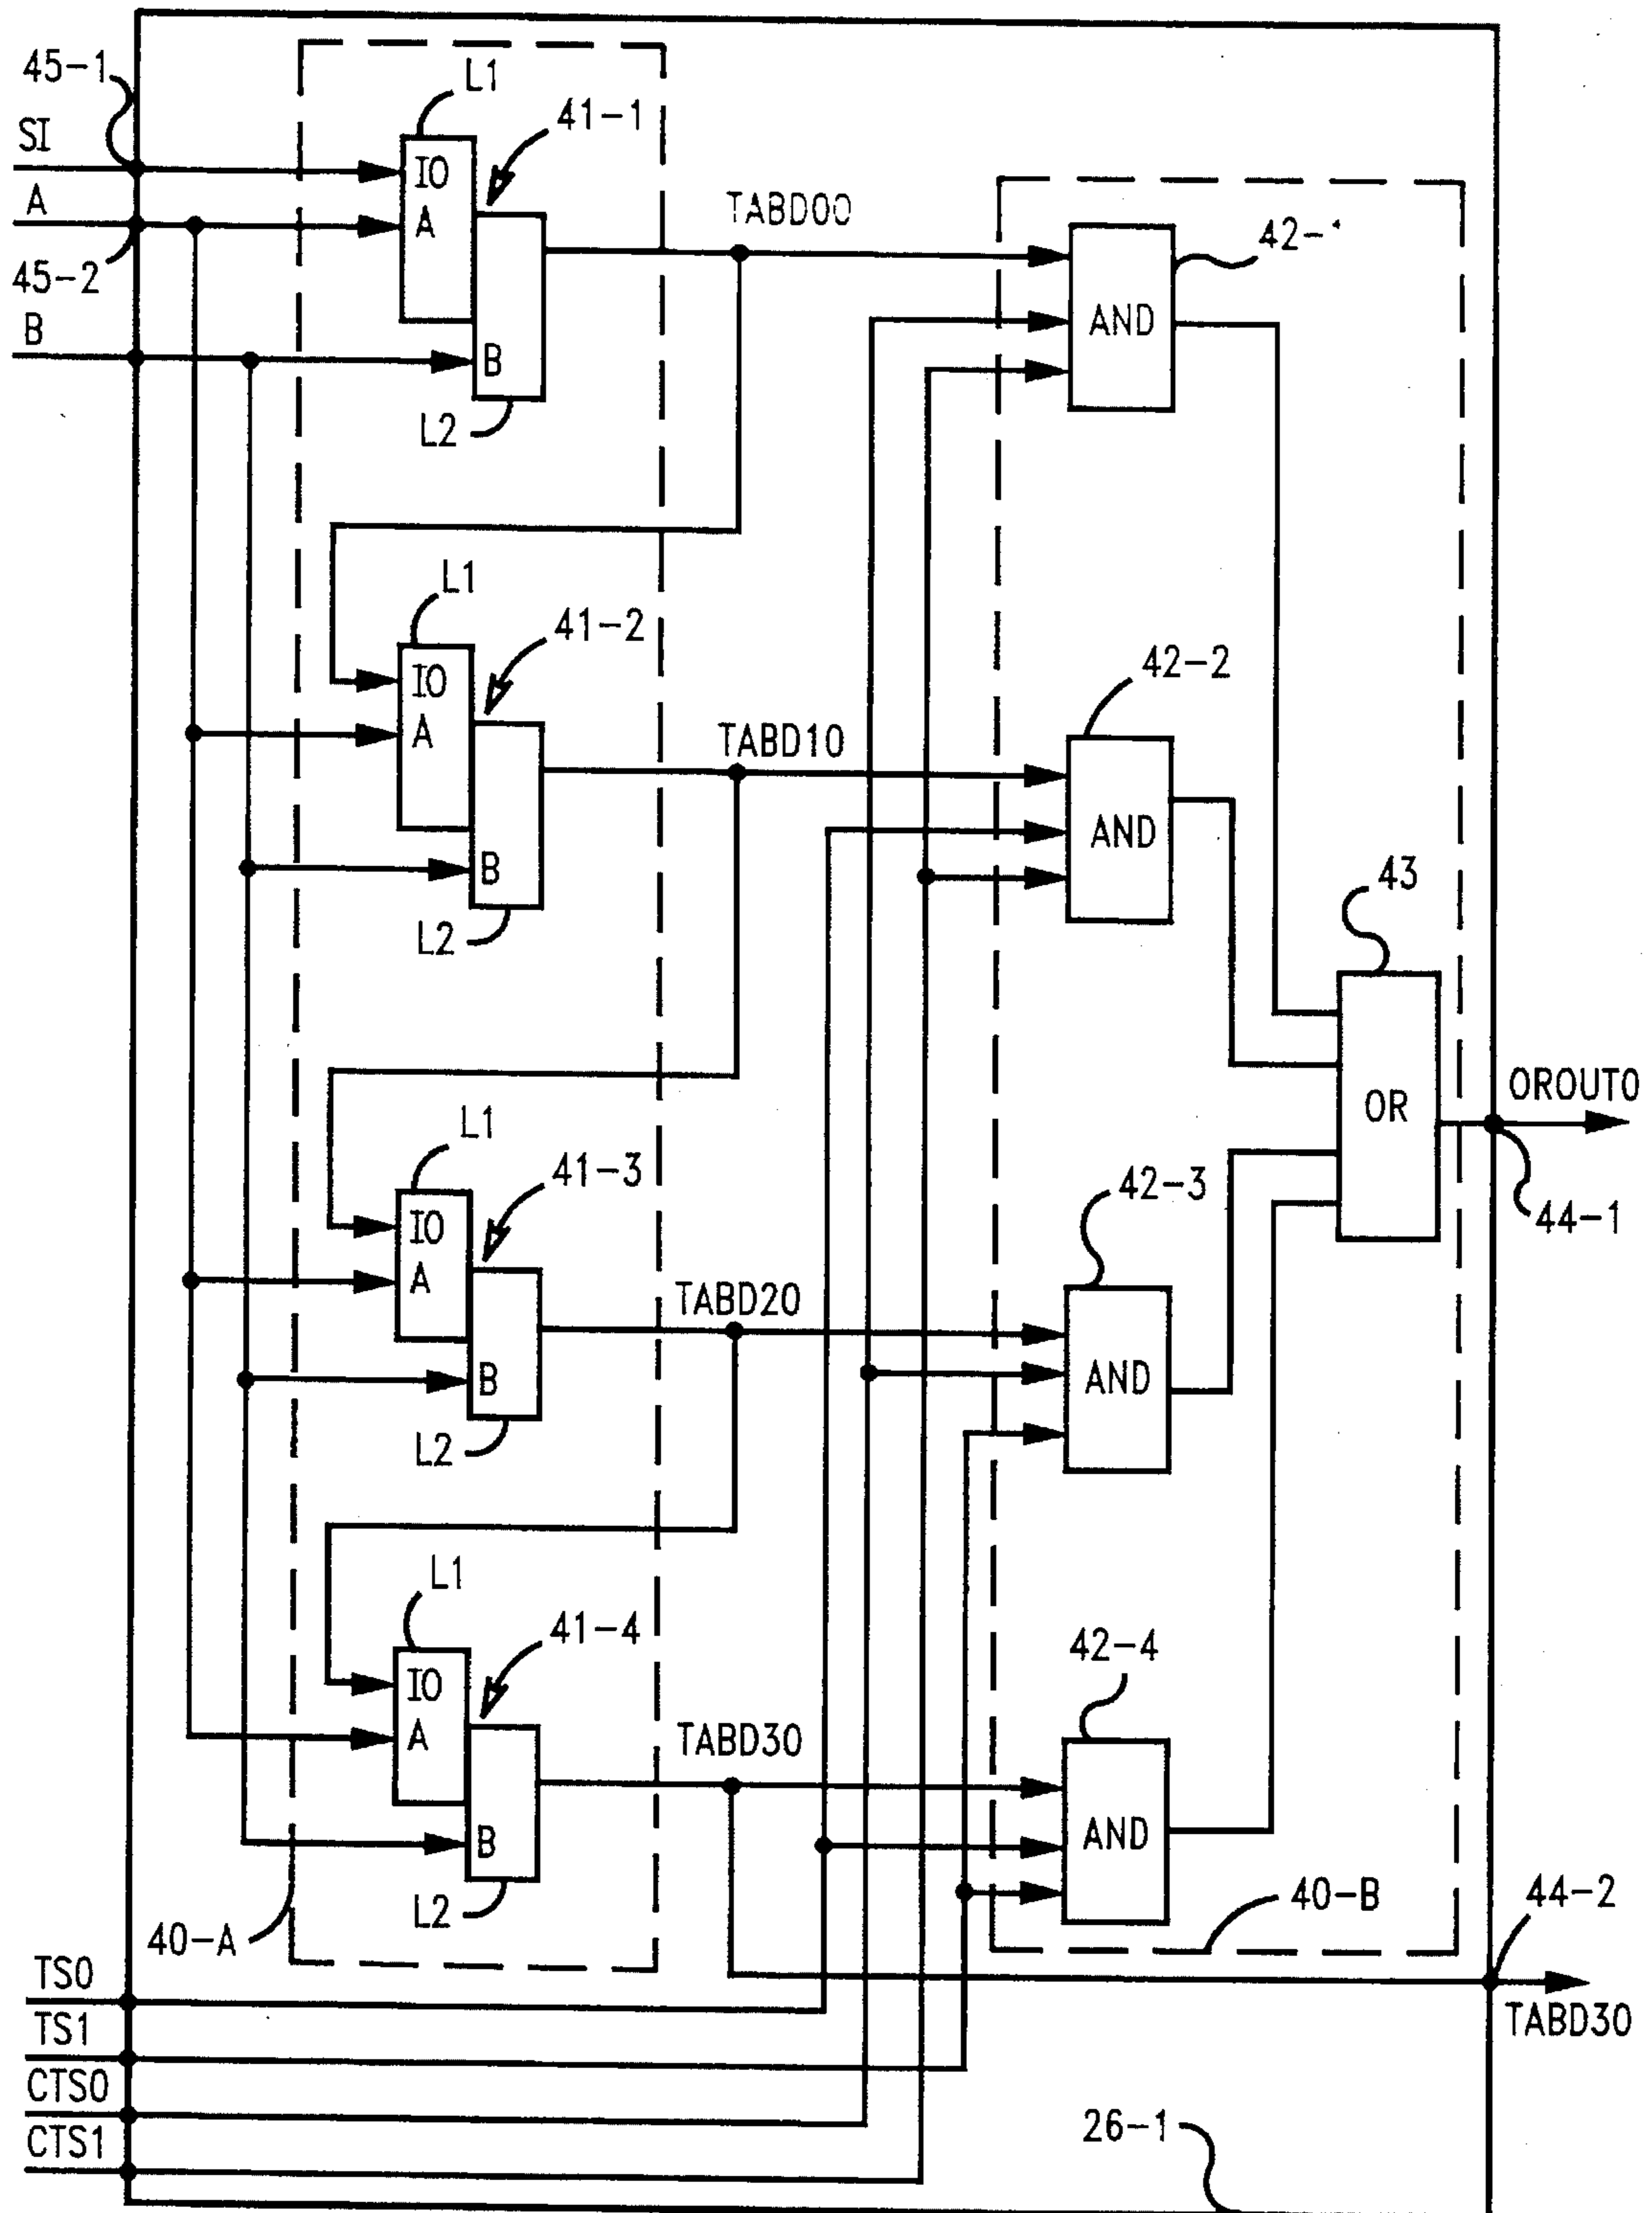 45-1
SI
A
45-2
B
L1
41-1
IO
A
B
L2
TABD00
AND
L1
41-2
IO
A
B
L2
TABD10
42-2
AND
43
OR
OROUT0
44-1
L1
41-3
IO
A
B
L2
TABD20
42-3
AND
L1
41-4
IO
A
B
L2
TABD30
42-4
AND
40-A
40-B
44-2
TABD30
TS0
TS1
CTS0
CTS1
26-1